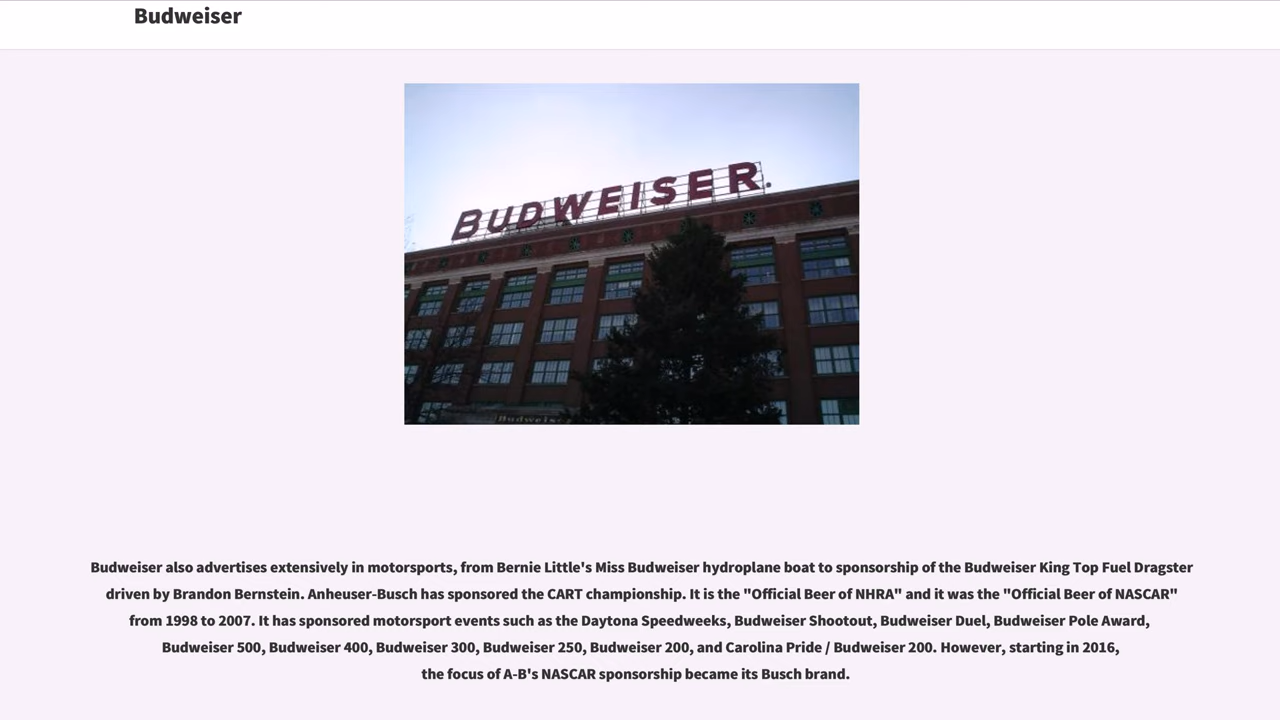 Budweiser
BUDWEISER
Budweiser
Budweiser also advertises extensively in motorsports, from Bernie Little's Miss Budweiser hydroplane boat to sponsorship of the Budweiser King Top Fuel Dragster
driven by Brandon Bernstein. Anheuser-Busch has sponsored the CART championship. It is the "Official Beer of NHRA" and it was the "Official Beer of NASCAR"
from 1998 to 2007. It has sponsored motorsport events such as the Daytona Speedweeks, Budweiser Shootout, Budweiser Duel, Budweiser Pole Award,
Budweiser 500, Budweiser 400, Budweiser 300, Budweiser 250, Budweiser 200, and Carolina Pride / Budweiser 200. However, starting in 2016,
the focus of A-B's NASCAR sponsorship became its Busch brand.